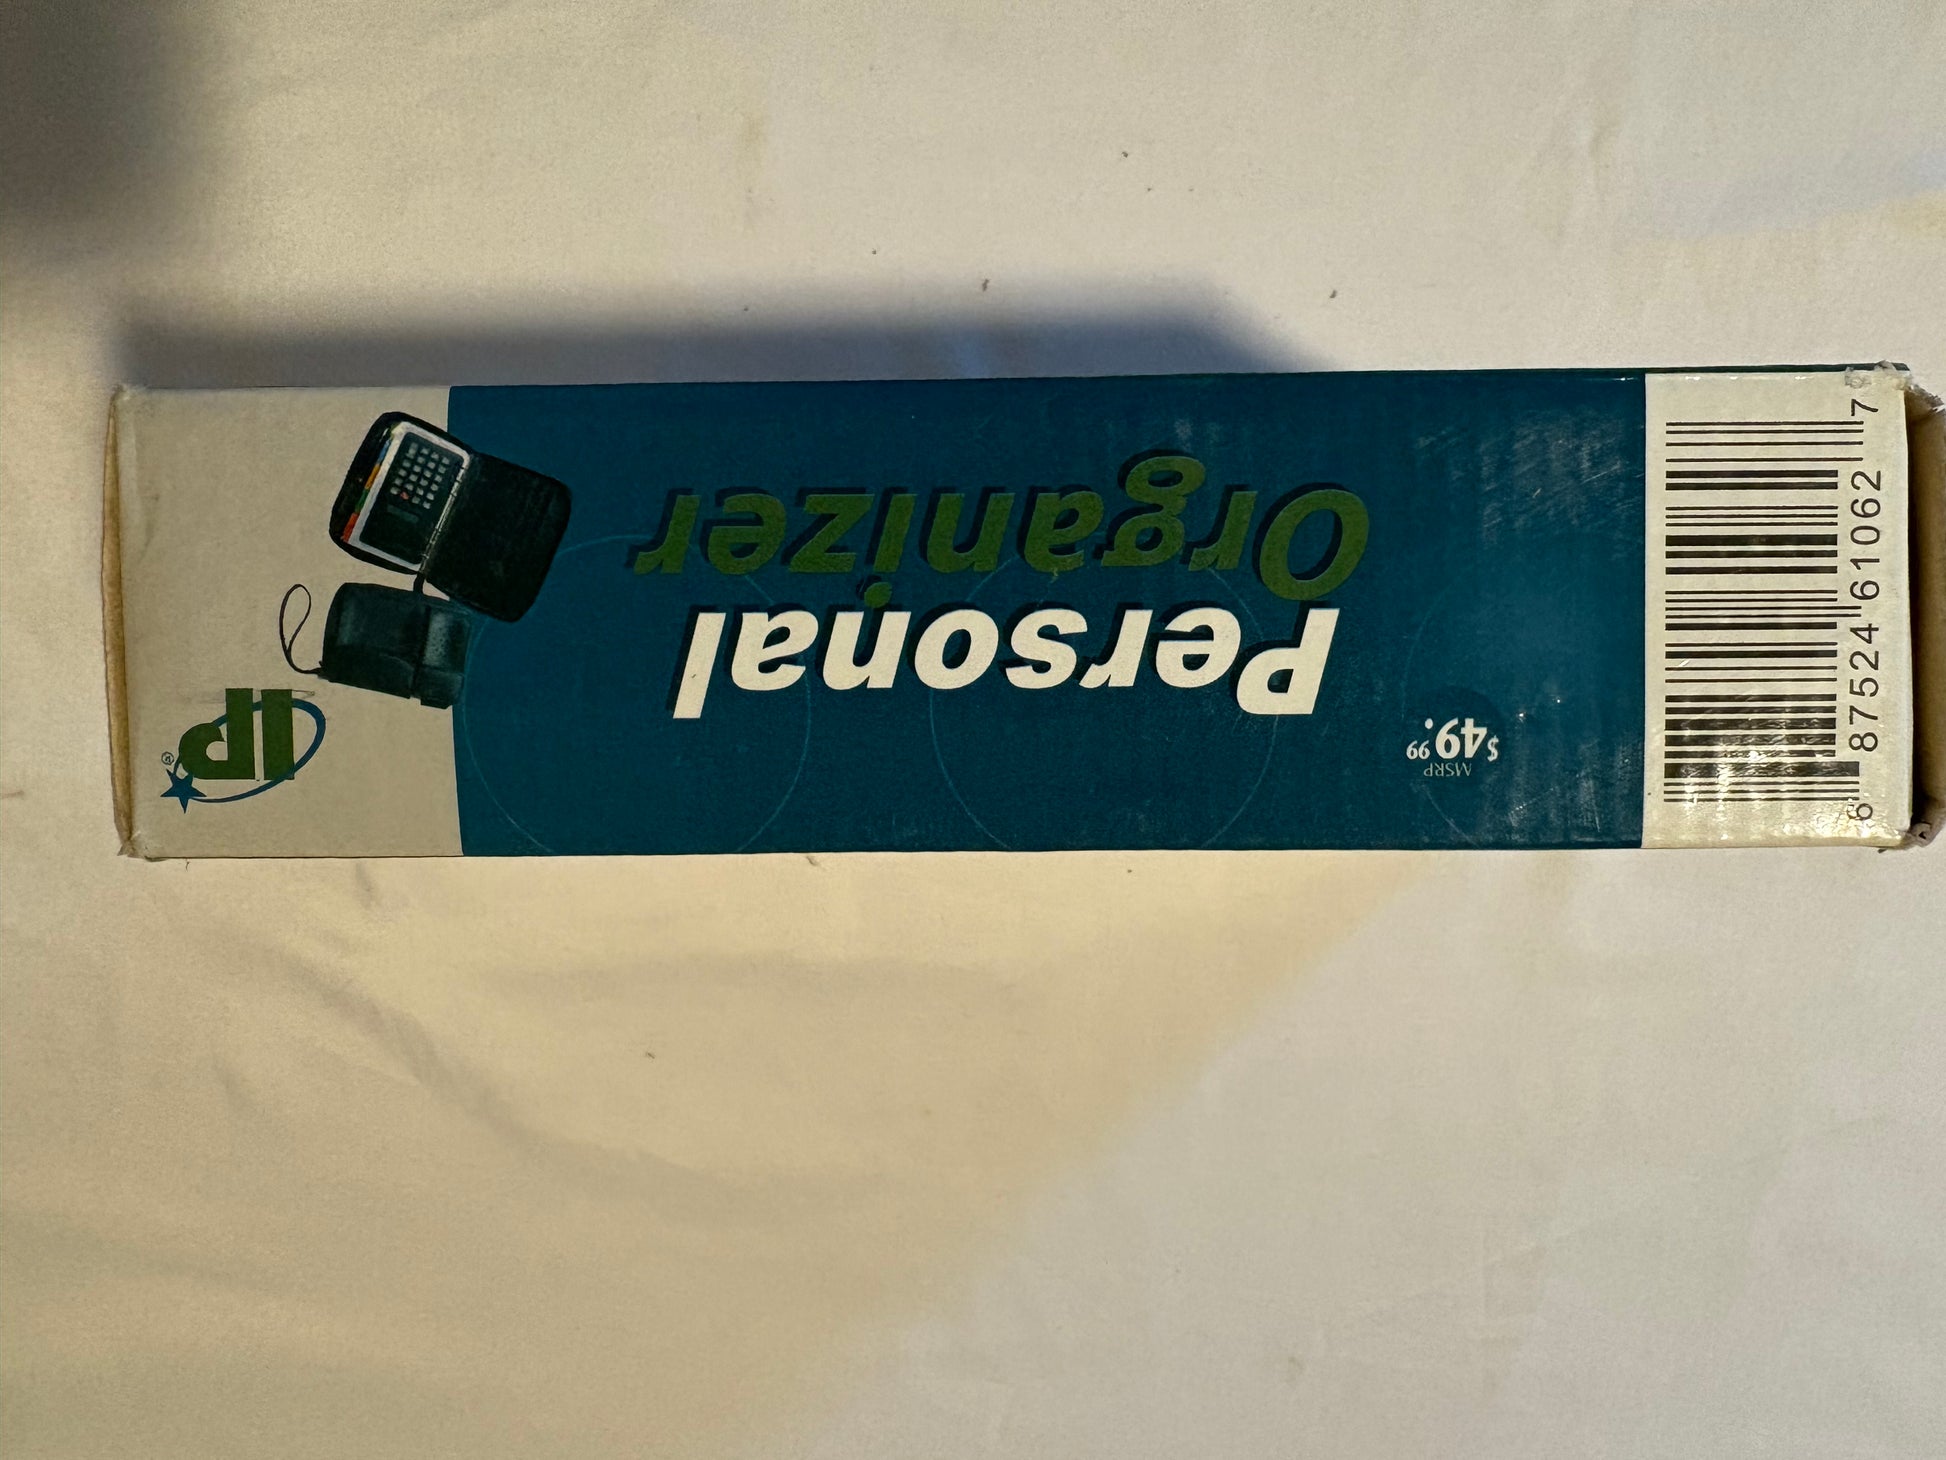 Personal
Organizer
MSRP
$49.99
IP®
6 87524 61062 7